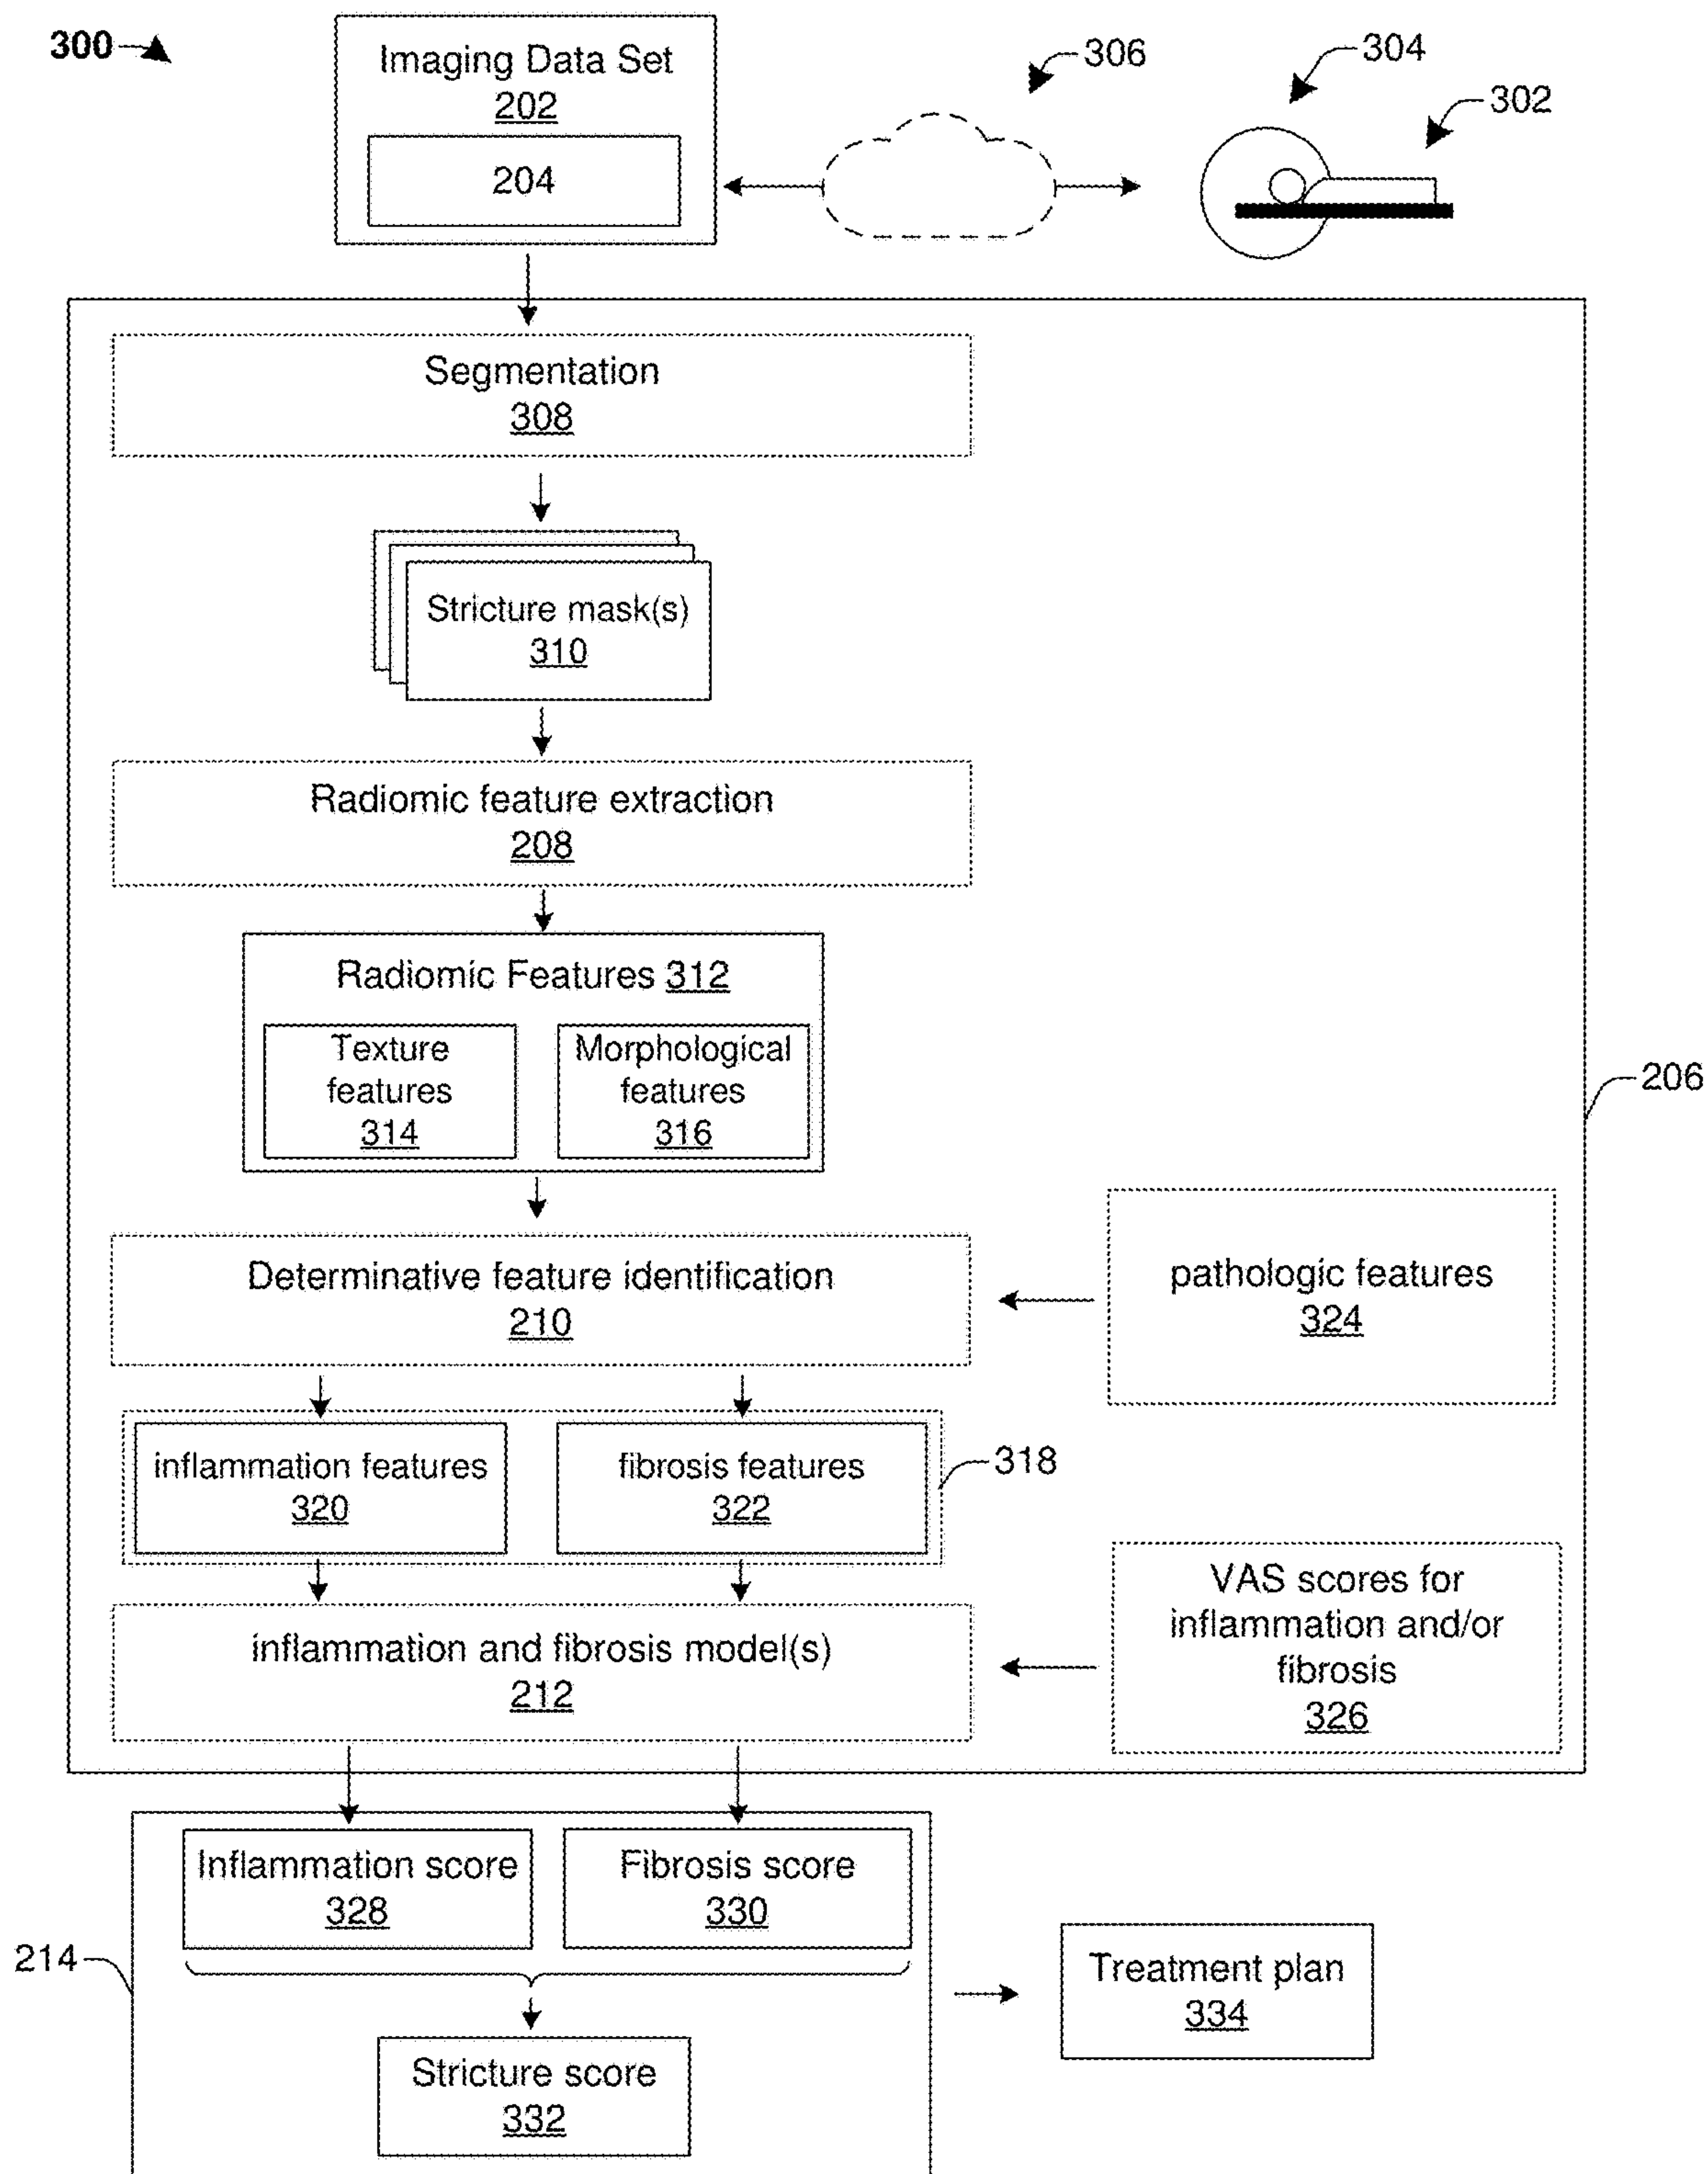 300
Imaging Data Set
202
204
306
304
302
Segmentation
308
Stricture mask(s)
310
Radiomic feature extraction
208
Radiomic Features 312
Texture
features
314
Morphological
features
316
206
Determinative feature identification
210
pathologic features
324
inflammation features
320
fibrosis features
322
318
inflammation and fibrosis model(s)
212
VAS scores for
inflammation and/or
fibrosis
326
Inflammation score
328
Fibrosis score
330
214
Stricture score
332
Treatment plan
334